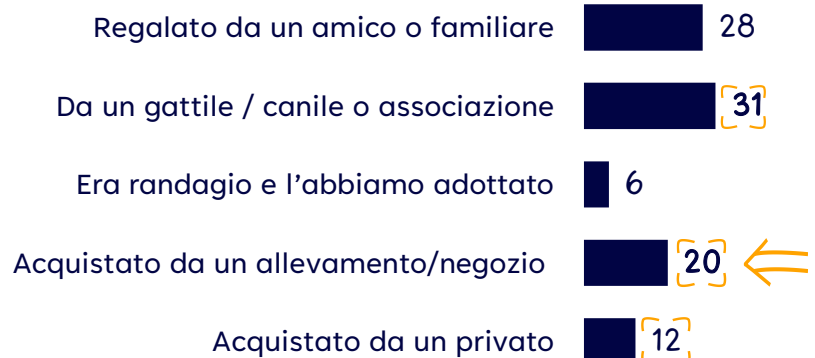 Regalato da un amico o familiare 28
Da un gattile / canile o associazione 31
Era randagio e l'abbiamo adottato 6
Acquistato da un allevamento/negozio 20
Acquistato da un privato 12